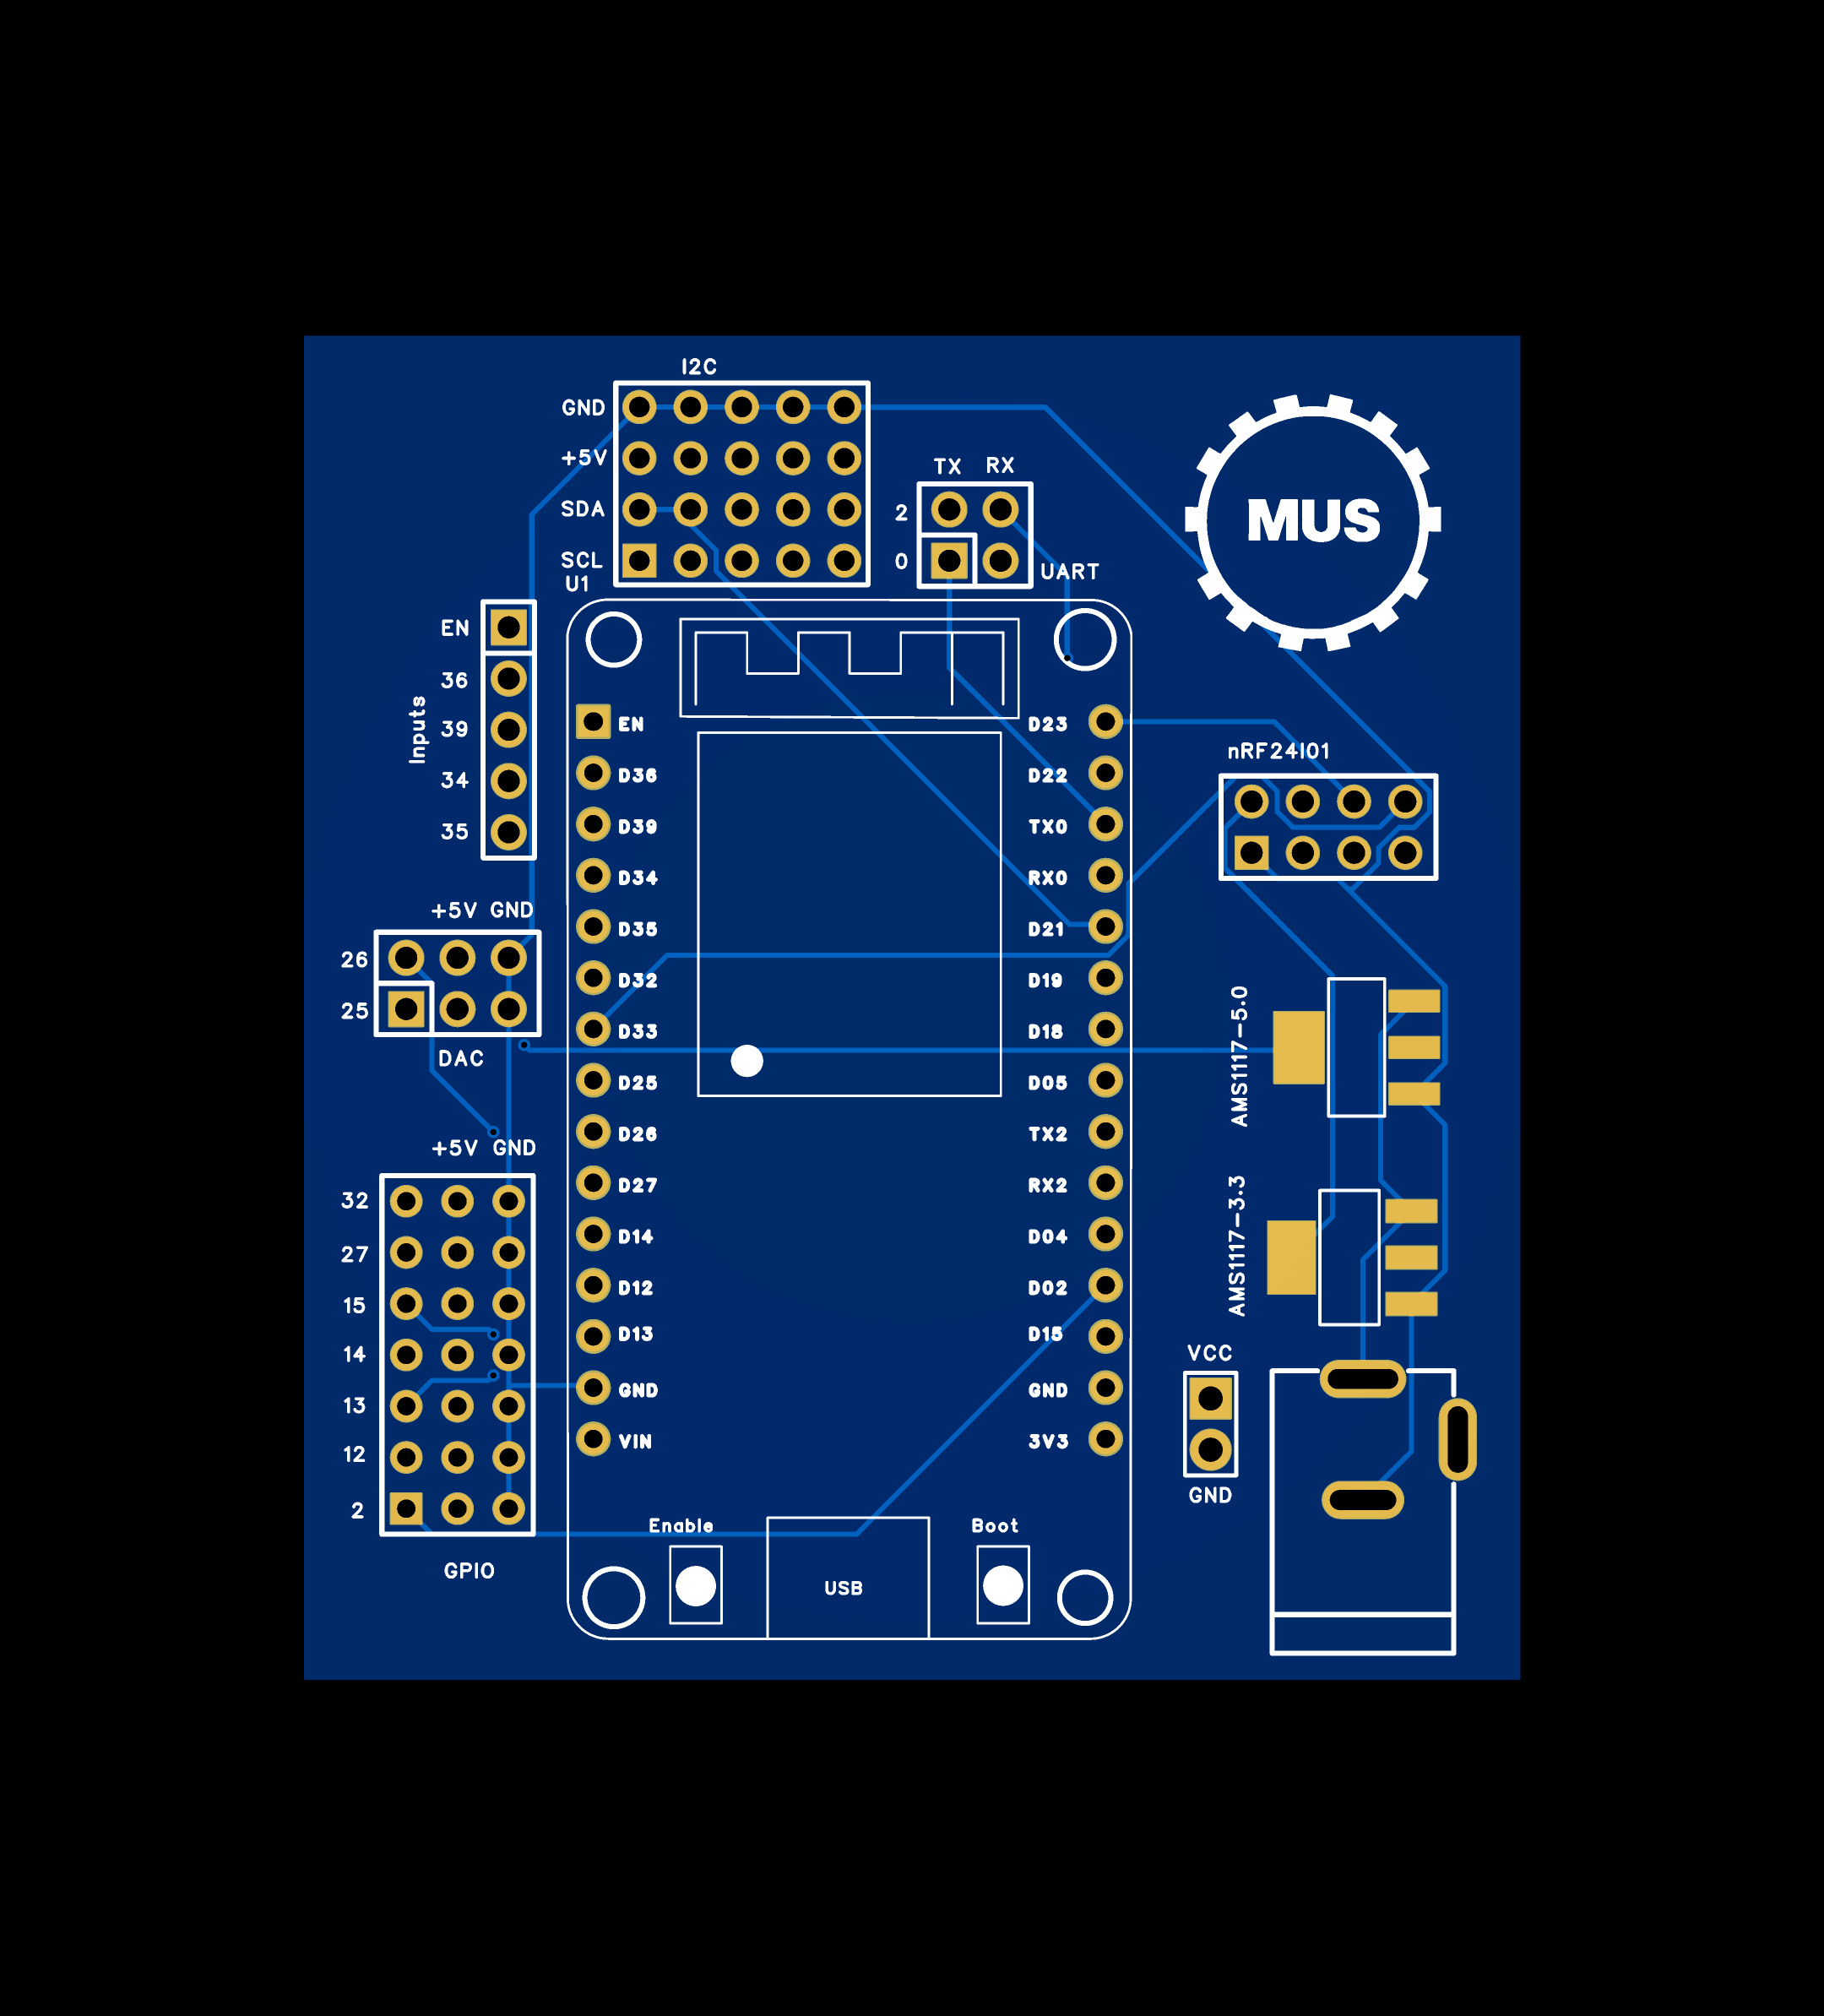 I2C
GND
+5V
SDA
SCL
U1
TX RX
2
0
UART
MUS
EN
36
39
34
35
Inputs
+5V GND
26
25
DAC
+5V GND
32
27
15
14
13
12
2
GPIO
EN
D36
D39
D34
D35
D32
D33
D25
D26
D27
D14
D12
D13
GND
VIN
D23
D22
TX0
RX0
D21
D19
D18
D05
TX2
RX2
D04
D02
D15
GND
3V3
Enable
USB
Boot
nRF24l01
AMS1117-5.0
AMS1117-3.3
VCC
GND